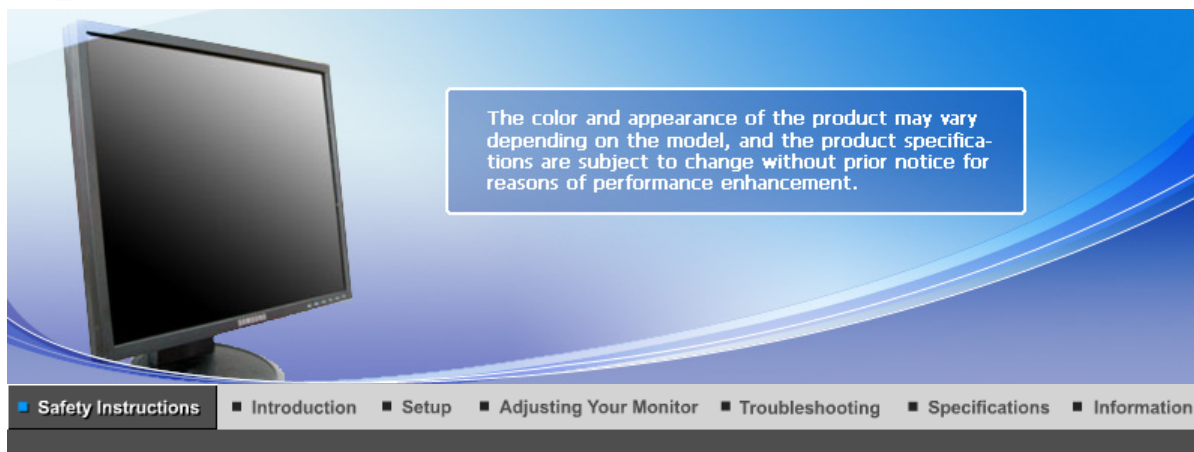 The color and appearance of the product may vary
depending on the model, and the product specifica-
tions are subject to change without prior notice for
reasons of performance enhancement.
SAMSUNG
Safety Instructions Introduction Setup Adjusting Your Monitor Troubleshooting Specifications Information